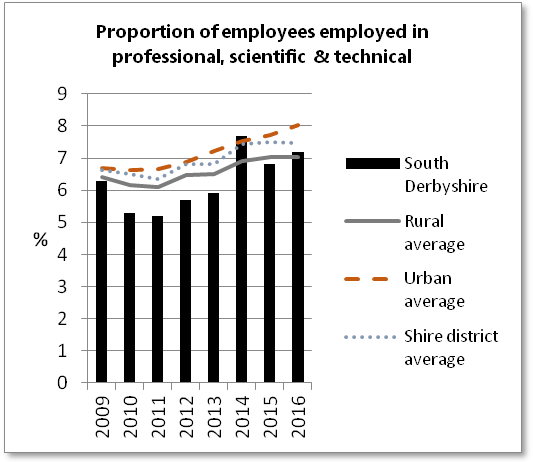 Proportion of employees employed in
professional, scientific & technical
9
8
7
6
5
4
3
2
1
0
%
2009
2010
2011
2012
2013
2014
2015
2016
South
Derbyshire
Rural
average
Urban
average
Shire district
average